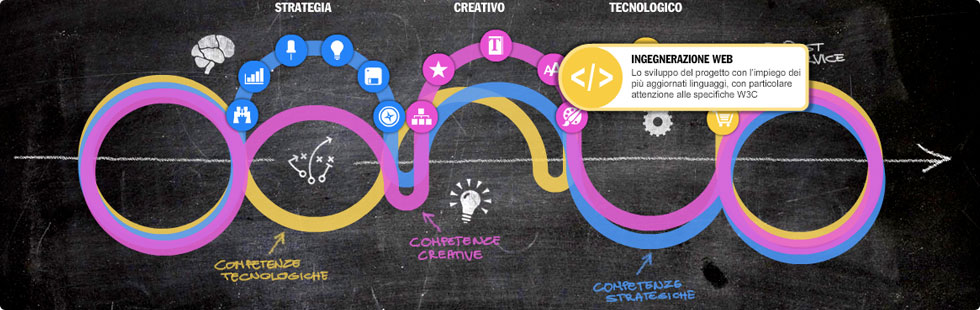 STRATEGIA
CREATIVO
TECNOLOGICO
INGEGNERAZIONE WEB
Lo sviluppo del progetto con l'impiego dei
più aggiornati linguaggi, con particolare
attenzione alle specifiche W3C
</>
T
AA
COMPETENZE
TECNOLOGICHE
COMPETENCE
CREATIVE
COMPETENZE
STRATEGICHE